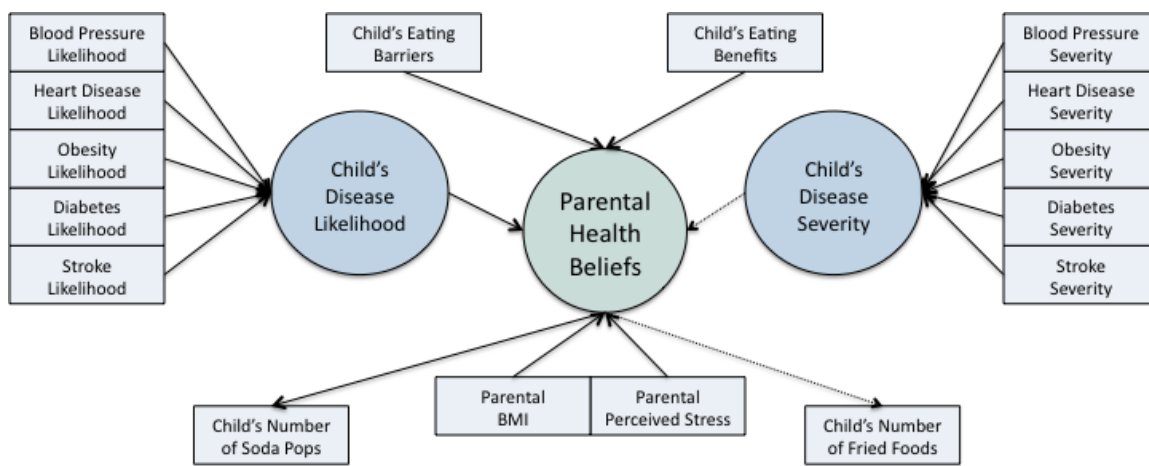 Blood Pressure
Likelihood
Heart Disease
Likelihood
Obesity
Likelihood
Diabetes
Likelihood
Stroke
Likelihood
Child's Eating
Barriers
Child's Eating
Benefits
Blood Pressure
Severity
Heart Disease
Severity
Obesity
Severity
Diabetes
Severity
Stroke
Severity
Child's
Disease
Likelihood
Parental
Health
Beliefs
Child's
Disease
Severity
Child's Number
of Soda Pops
Parental
BMI
Parental
Perceived Stress
Child's Number
of Fried Foods